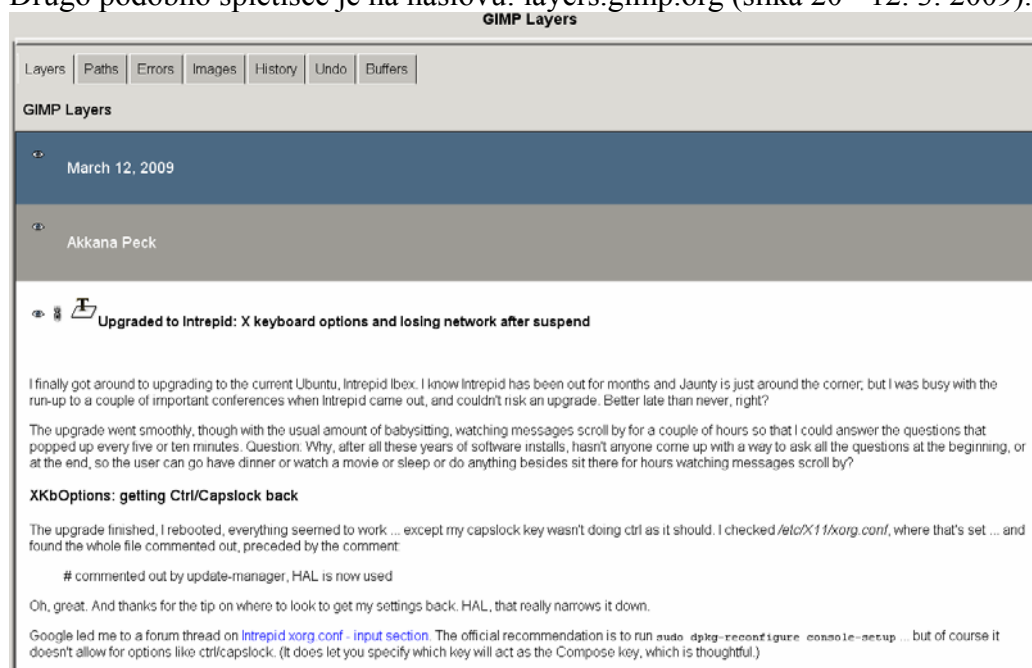 Drugo podobno spletišče je na naslovu: layers.gimp.org (slika 20 - 12. 3. 2009).
GIMP Layers
Layers Paths Errors Images History Undo Buffers
GIMP Layers
March 12, 2009
Akkana Peck
Upgraded to Intrepid: X keyboard options and losing network after suspend
I finally got around to upgrading to the current Ubuntu, Intrepid Ibex. I know Intrepid has been out for months and Jaunty is just around the corner; but I was busy with the
run-up to a couple of important conferences when Intrepid came out, and couldn't risk an upgrade. Better late than never, right?
The upgrade went smoothly, though with the usual amount of babysitting, watching messages scroll by for a couple of hours so that I could answer the questions that
popped up every five or ten minutes. Question: Why, after all these years of software installs, hasn't anyone come up with a way to ask all the questions at the beginning, or
at the end, so the user can go have dinner or watch a movie or sleep or do anything besides sit there for hours watching messages scroll by?
XKbOptions: getting Ctrl/Capslock back
The upgrade finished, I rebooted, everything seemed to work ... except my capslock key wasn't doing ctrl as it should. I checked /etc/X11/xorg.conf, where that's set ... and
found the whole file commented out, preceded by the comment:
# commented out by update-manager, HAL is now used
Oh, great. And thanks for the tip on where to look to get my settings back. HAL, that really narrows it down.
Google led me to a forum thread on Intrepid xorg.conf - input section. The official recommendation is to run sudo dpkg-reconfigure console-setup ... but of course it
doesn't allow for options like ctrl/capslock. (It does let you specify which key will act as the Compose key, which is thoughtful.)